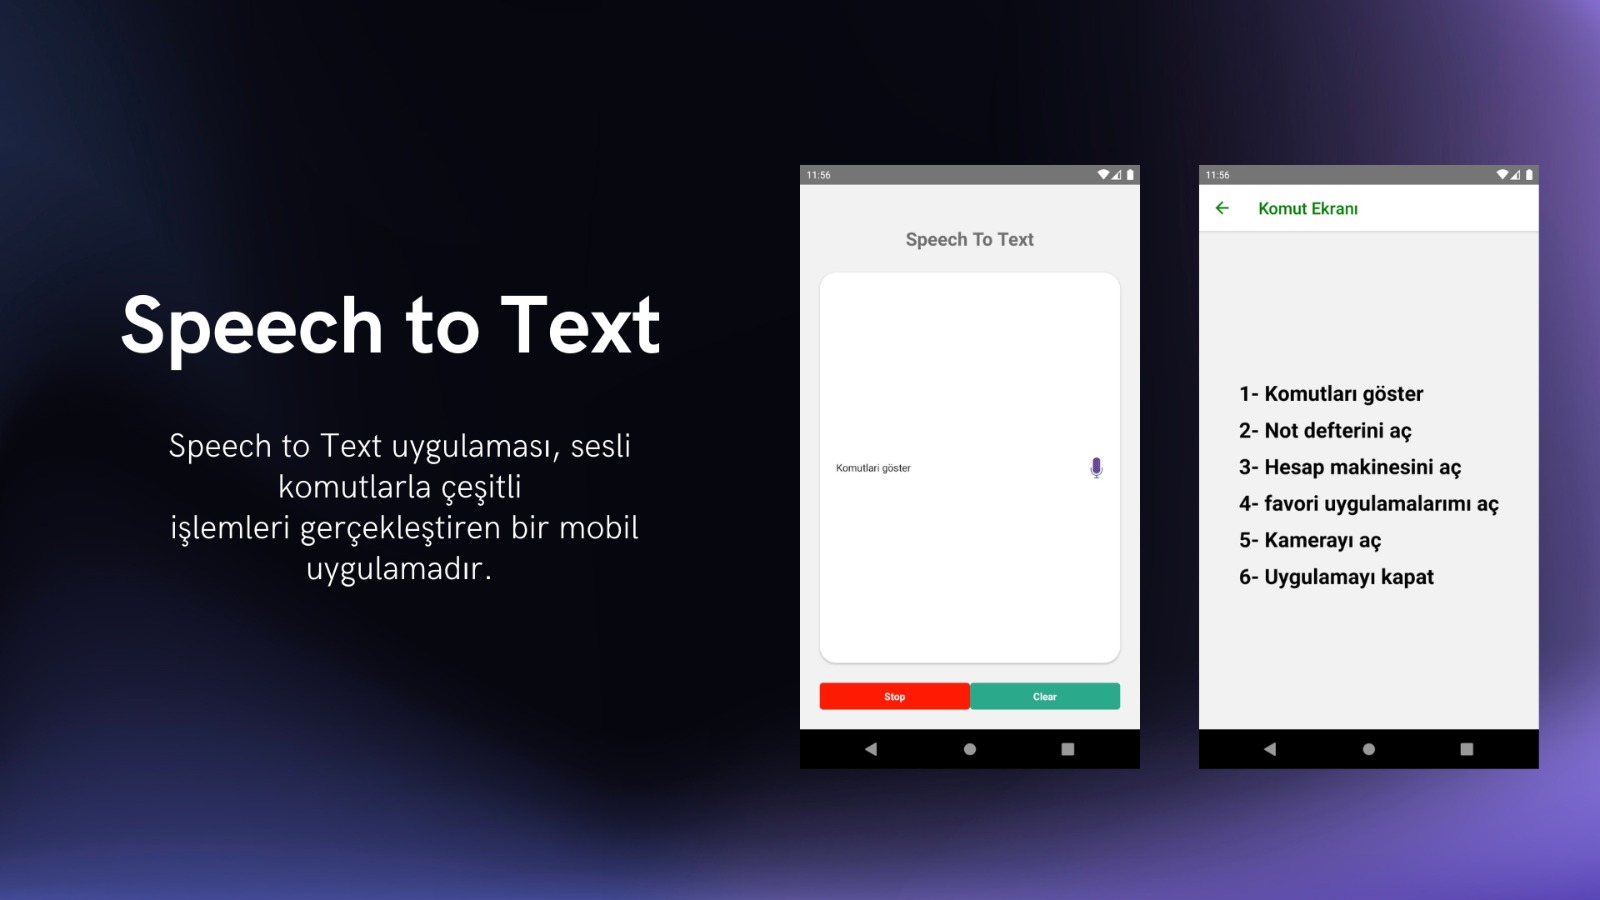 Speech to Text
Speech to Text uygulaması, sesli
komutlarla çeşitli
işlemleri gerçekleştiren bir mobil
uygulamadır.
11:56
Speech To Text
Komutlari göster
Stop
Clear
11:56
Komut Ekranı
1- Komutları göster
2- Not defterini aç
3- Hesap makinesini aç
4- favori uygulamalarımı aç
5- Kamerayı aç
6- Uygulamayı kapat